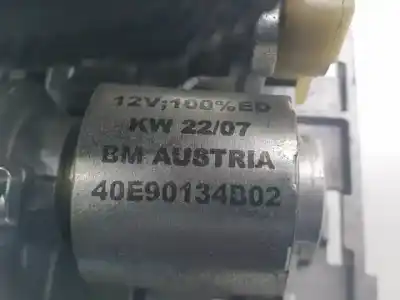 12V;100%ED
KW 22/07
BM AUSTRIA
40E90134B02